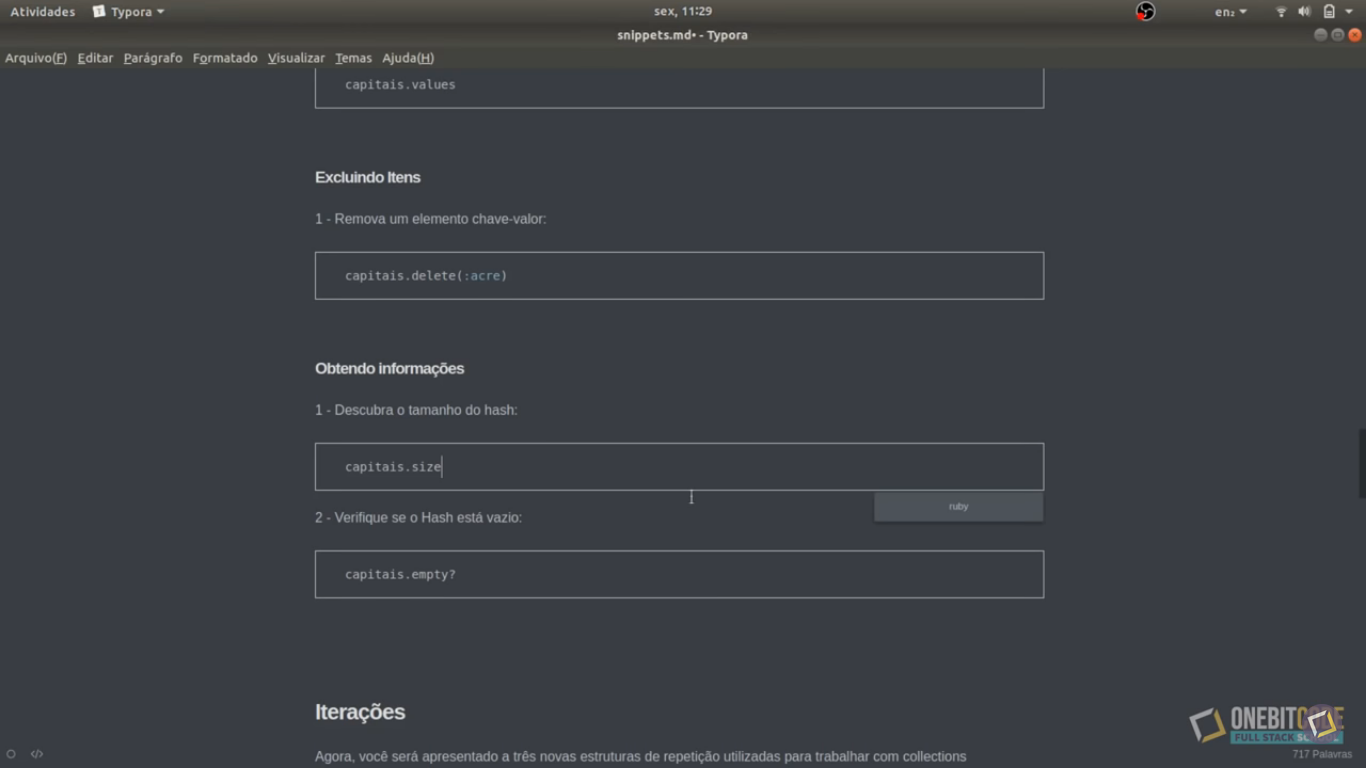 Atividades Typora sex, 11:29 en₂
snippets.md• - Typora
Arquivo(F) Editar Parágrafo Formatado Visualizar Temas Ajuda(H)
capitais.values
Excluindo Itens
1 - Remova um elemento chave-valor:
capitais.delete(:acre)
Obtendo informações
1 - Descubra o tamanho do hash:
capitais.size
ruby
2 - Verifique se o Hash está vazio:
capitais.empty?
Iterações
Agora, você será apresentado a três novas estruturas de repetição utilizadas para trabalhar com collections
ONEBITCODE
FULL STACK
717 Palavras